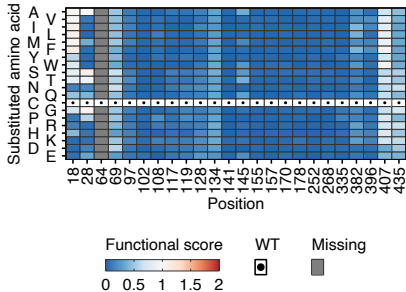 Substituted amino acid
A
V
I
L
M
F
Y
W
S
T
N
Q
C
G
P
R
H
K
D
E
18 28 64 69 97 102 108 117 119 128 134 141 145 155 157 170 178 252 268 335 382 396 407 435
Position
Functional score WT Missing
0 0.5 1 1.5 2